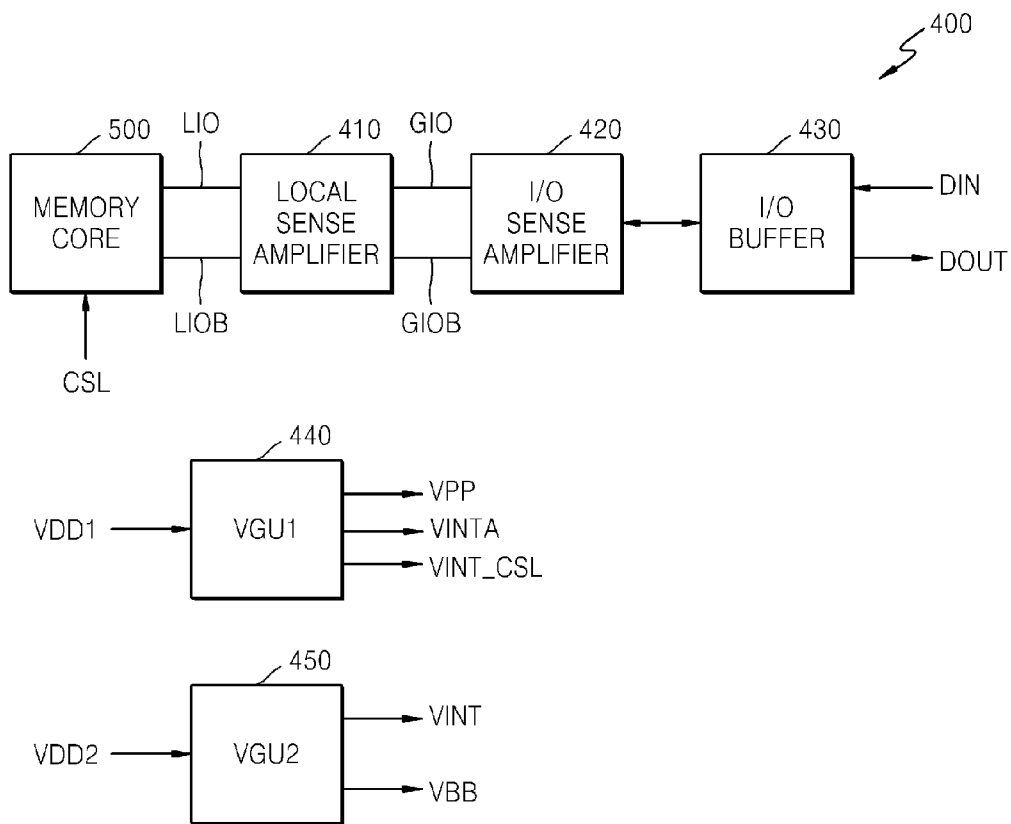 400
500
LIO
410
GIO
420
430
MEMORY
CORE
LOCAL
SENSE
AMPLIFIER
I/O
SENSE
AMPLIFIER
I/O
BUFFER
DIN
DOUT
LIOB
GIOB
CSL
440
VDD1
VGU1
VPP
VINTA
VINT_CSL
450
VDD2
VGU2
VINT
VBB